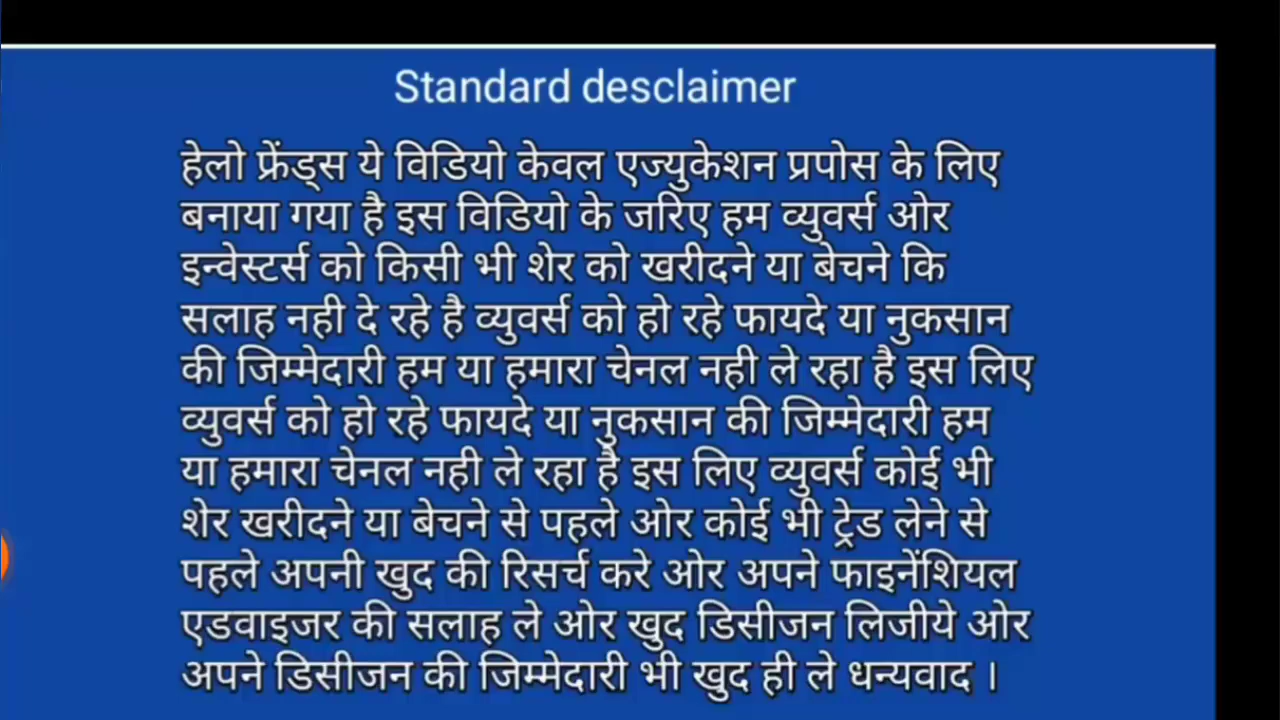 Standard desclaimer
हेलो फ्रेंड्स ये विडियो केवल एज्युकेशन प्रपोस के लिए
बनाया गया है इस विडियो के जरिए हम व्युवर्स ओर
इन्वेस्टर्स को किसी भी शेर को खरीदने या बेचने कि
सलाह नही दे रहे है व्युवर्स को हो रहे फायदे या नुकसान
की जिम्मेदारी हम या हमारा चेनल नही ले रहा है इस लिए
व्युवर्स को हो रहे फायदे या नुकसान की जिम्मेदारी हम
या हमारा चेनल नही ले रहा है इस लिए व्युवर्स कोई भी
शेर खरीदने या बेचने से पहले ओर कोई भी ट्रेड लेने से
पहले अपनी खुद की रिसर्च करे ओर अपने फाइनेंशियल
एडवाइजर की सलाह ले ओर खुद डिसीजन लिजीये ओर
अपने डिसीजन की जिम्मेदारी भी खुद ही ले धन्यवाद ।